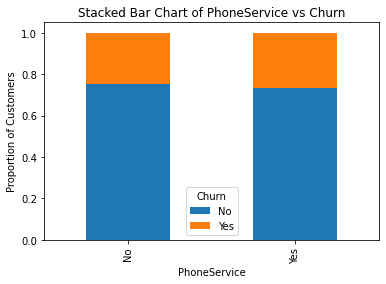 Stacked Bar Chart of PhoneService vs Churn
Proportion of Customers
1.0
0.8
0.6
0.4
0.2
0.0
Churn
No
Yes
No
Yes
PhoneService